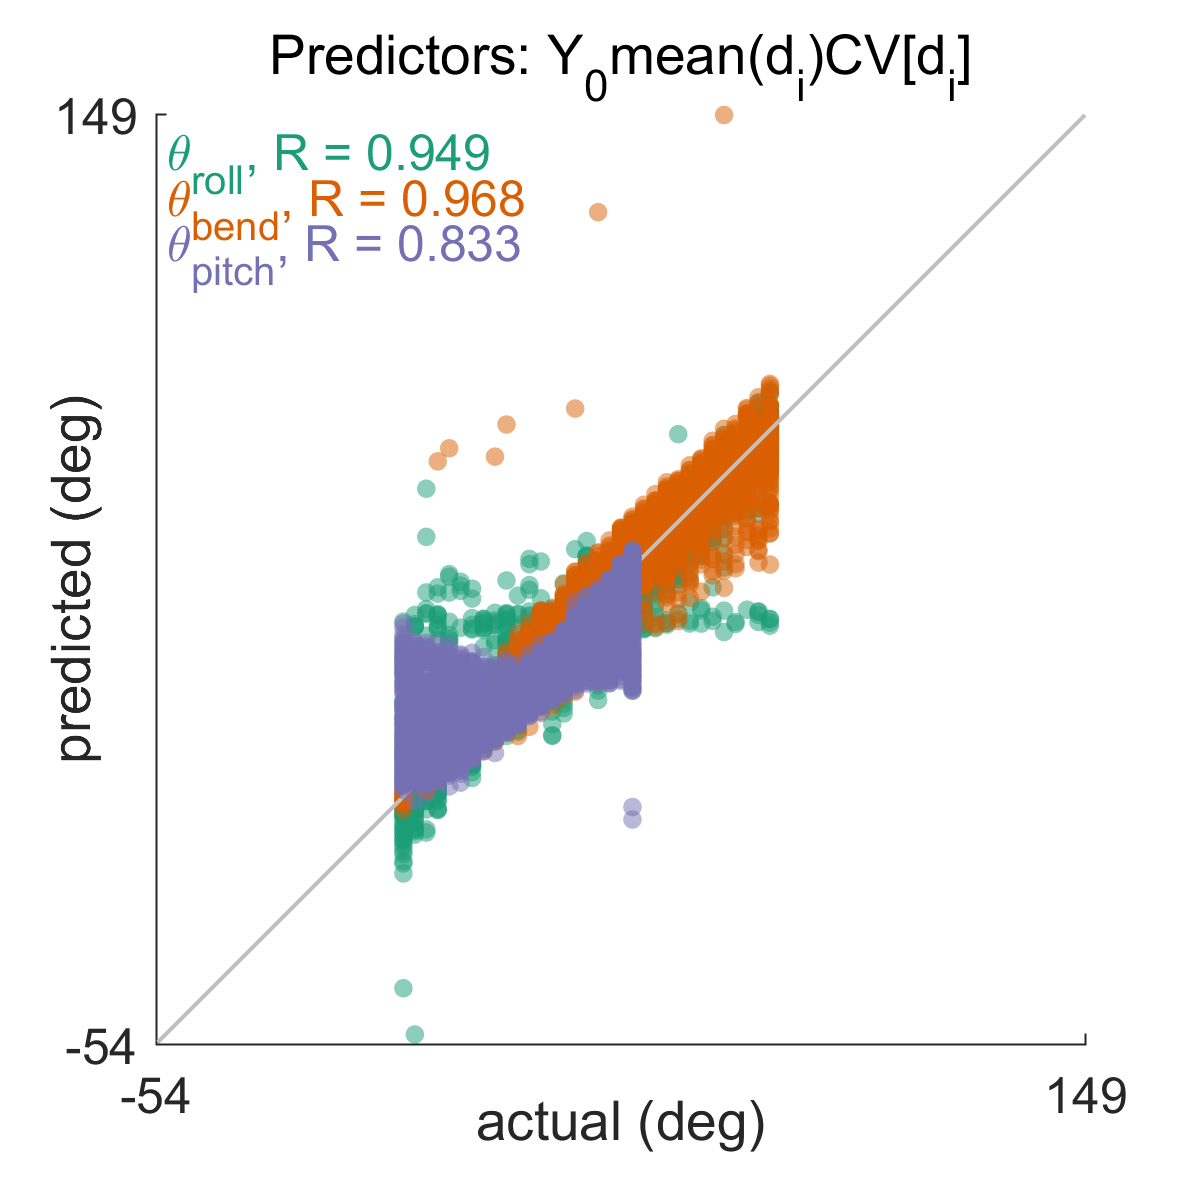 Predictors: Y₀mean(dᵢ)CV[dᵢ]
149
θroll, R = 0.949
θbend, R = 0.968
θpitch, R = 0.833
predicted (deg)
-54
-54
149
actual (deg)